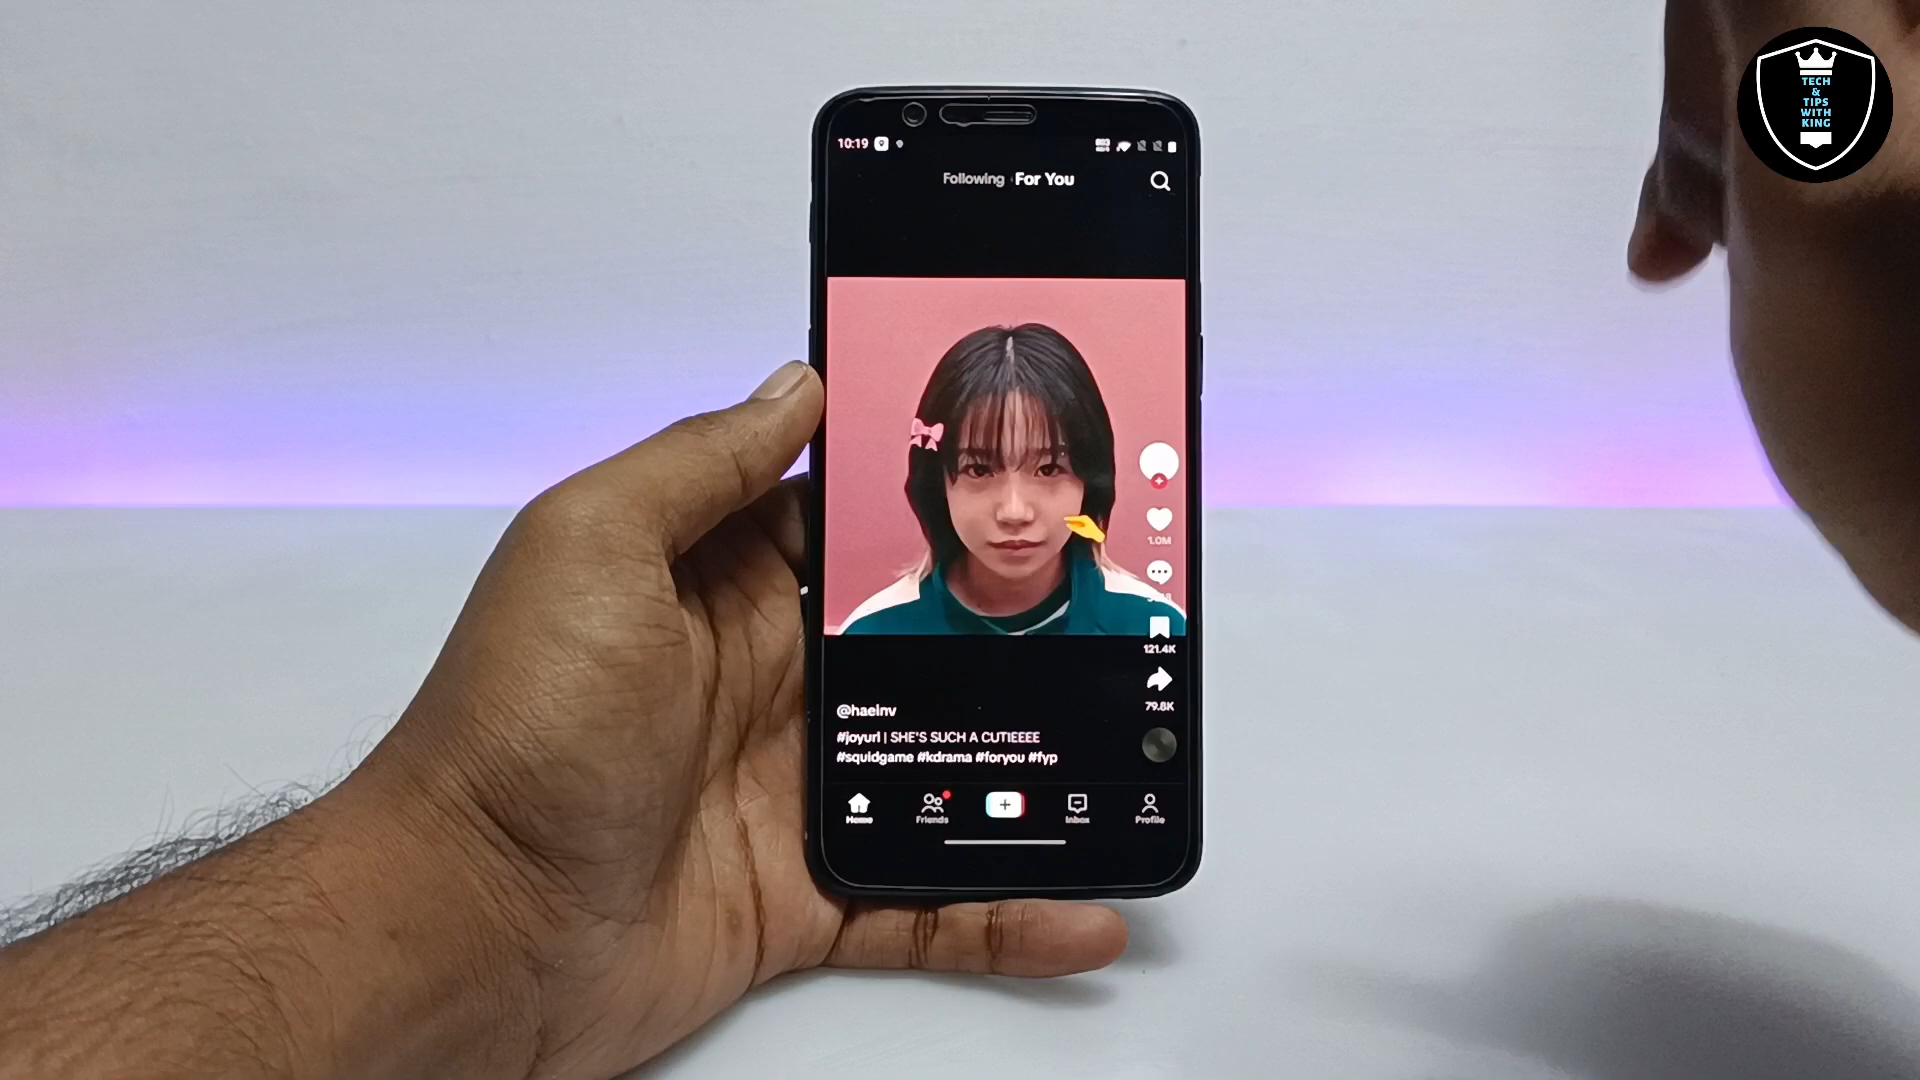 TECH
&
TIPS
WITH
KING
10:19
Following For You
1.0M
121.4K
79.8K
@haeinv
#joyuri | SHE'S SUCH A CUTIEEEE
#squidgame #kdrama #foryou #fyp
Home Friends Inbox Profile